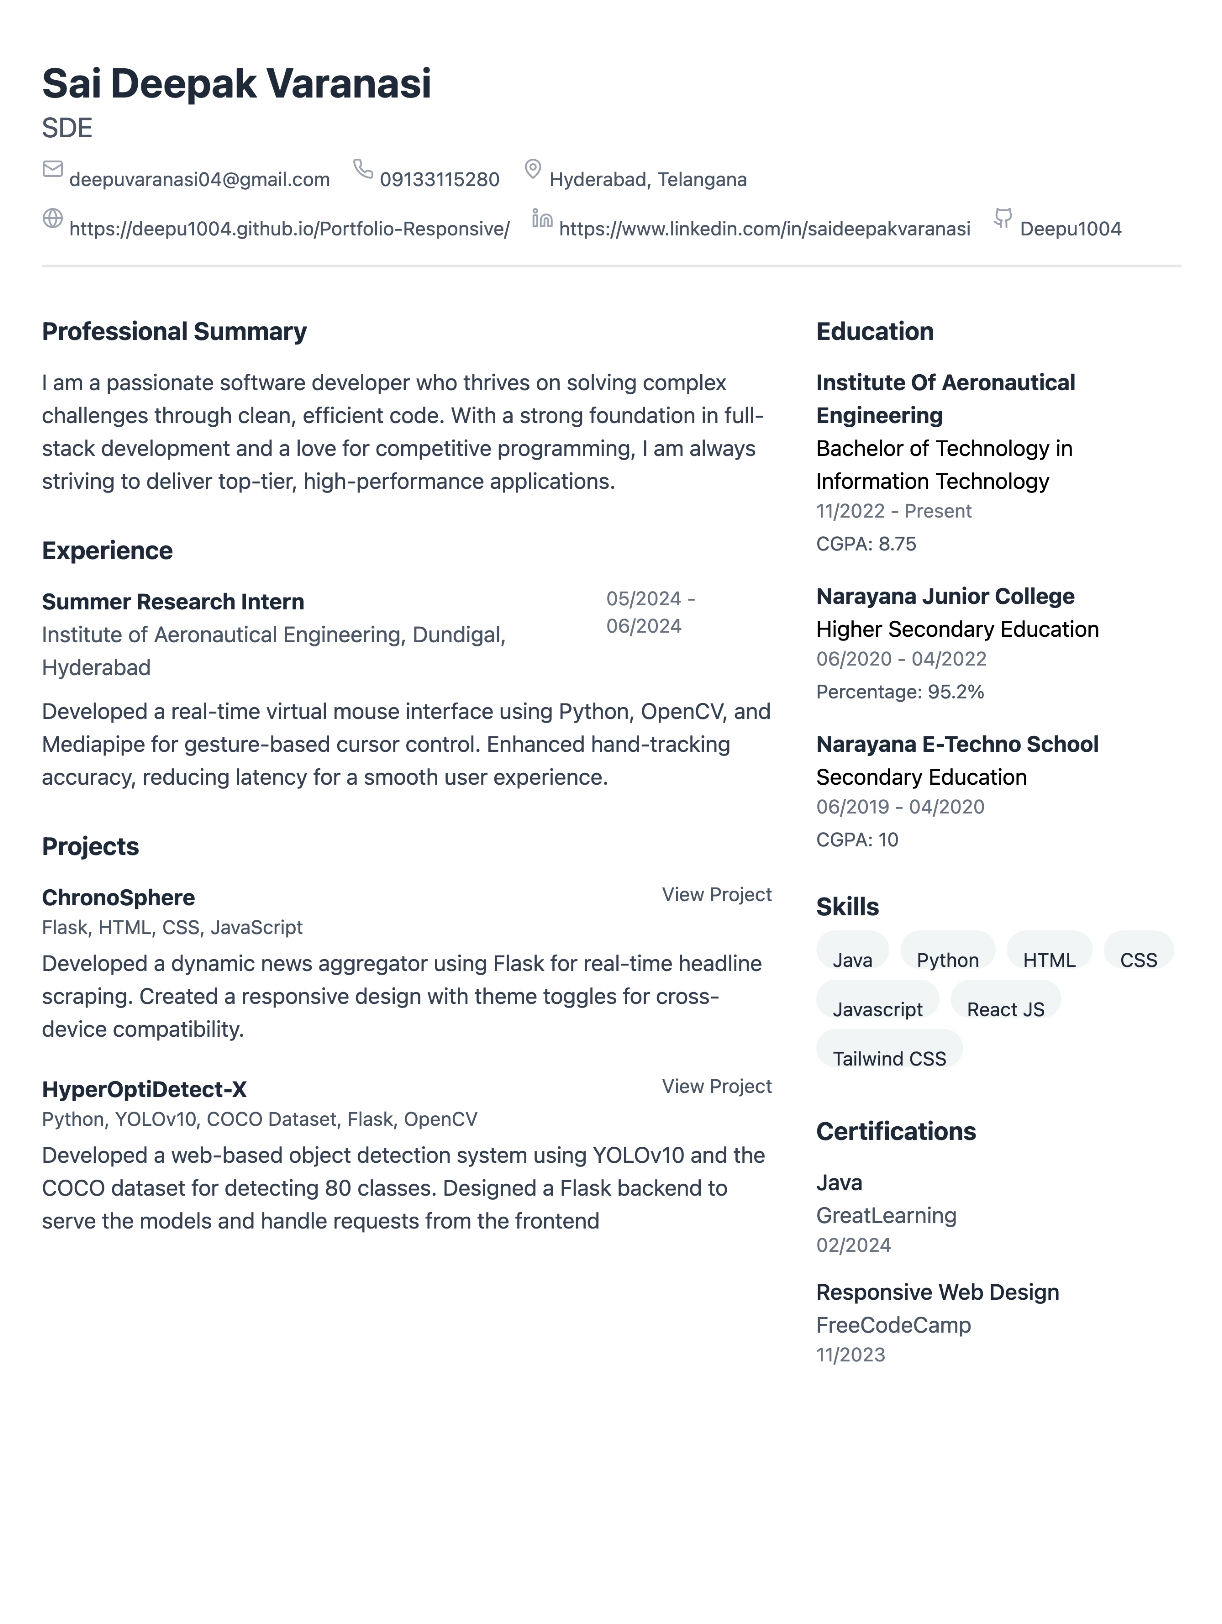 Sai Deepak Varanasi
SDE
deepuvaranasi04@gmail.com 09133115280 Hyderabad, Telangana
https://deepu1004.github.io/Portfolio-Responsive/ https://www.linkedin.com/in/saideepakvaranasi Deepu1004
Professional Summary
I am a passionate software developer who thrives on solving complex
challenges through clean, efficient code. With a strong foundation in full-
stack development and a love for competitive programming, I am always
striving to deliver top-tier, high-performance applications.
Experience
Summer Research Intern
05/2024 -
06/2024
Institute of Aeronautical Engineering, Dundigal,
Hyderabad
Developed a real-time virtual mouse interface using Python, OpenCV, and
Mediapipe for gesture-based cursor control. Enhanced hand-tracking
accuracy, reducing latency for a smooth user experience.
Projects
ChronoSphere View Project
Flask, HTML, CSS, JavaScript
Developed a dynamic news aggregator using Flask for real-time headline
scraping. Created a responsive design with theme toggles for cross-
device compatibility.
HyperOptiDetect-X View Project
Python, YOLOv10, COCO Dataset, Flask, OpenCV
Developed a web-based object detection system using YOLOv10 and the
COCO dataset for detecting 80 classes. Designed a Flask backend to
serve the models and handle requests from the frontend
Education
Institute Of Aeronautical
Engineering
Bachelor of Technology in
Information Technology
11/2022 - Present
CGPA: 8.75
Narayana Junior College
Higher Secondary Education
06/2020 - 04/2022
Percentage: 95.2%
Narayana E-Techno School
Secondary Education
06/2019 - 04/2020
CGPA: 10
Skills
Java Python HTML CSS
Javascript React JS
Tailwind CSS
Certifications
Java
GreatLearning
02/2024
Responsive Web Design
FreeCodeCamp
11/2023